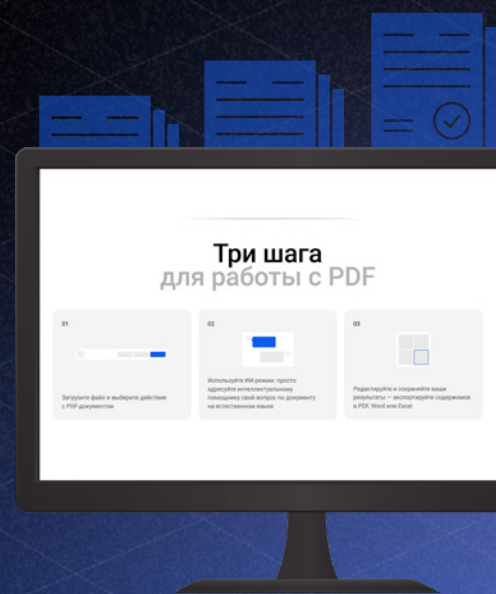 Три шага
для работы с PDF
01
Загрузите файл и выберите действие
с PDF-документом
02
Используйте ИИ-режим: просто
адресуйте интеллектуальному
помощнику свой вопрос по документу
на естественном языке
03
Редактируйте и сохраняйте ваши
результаты — экспортируйте содержимое
в PDF, Word или Excel